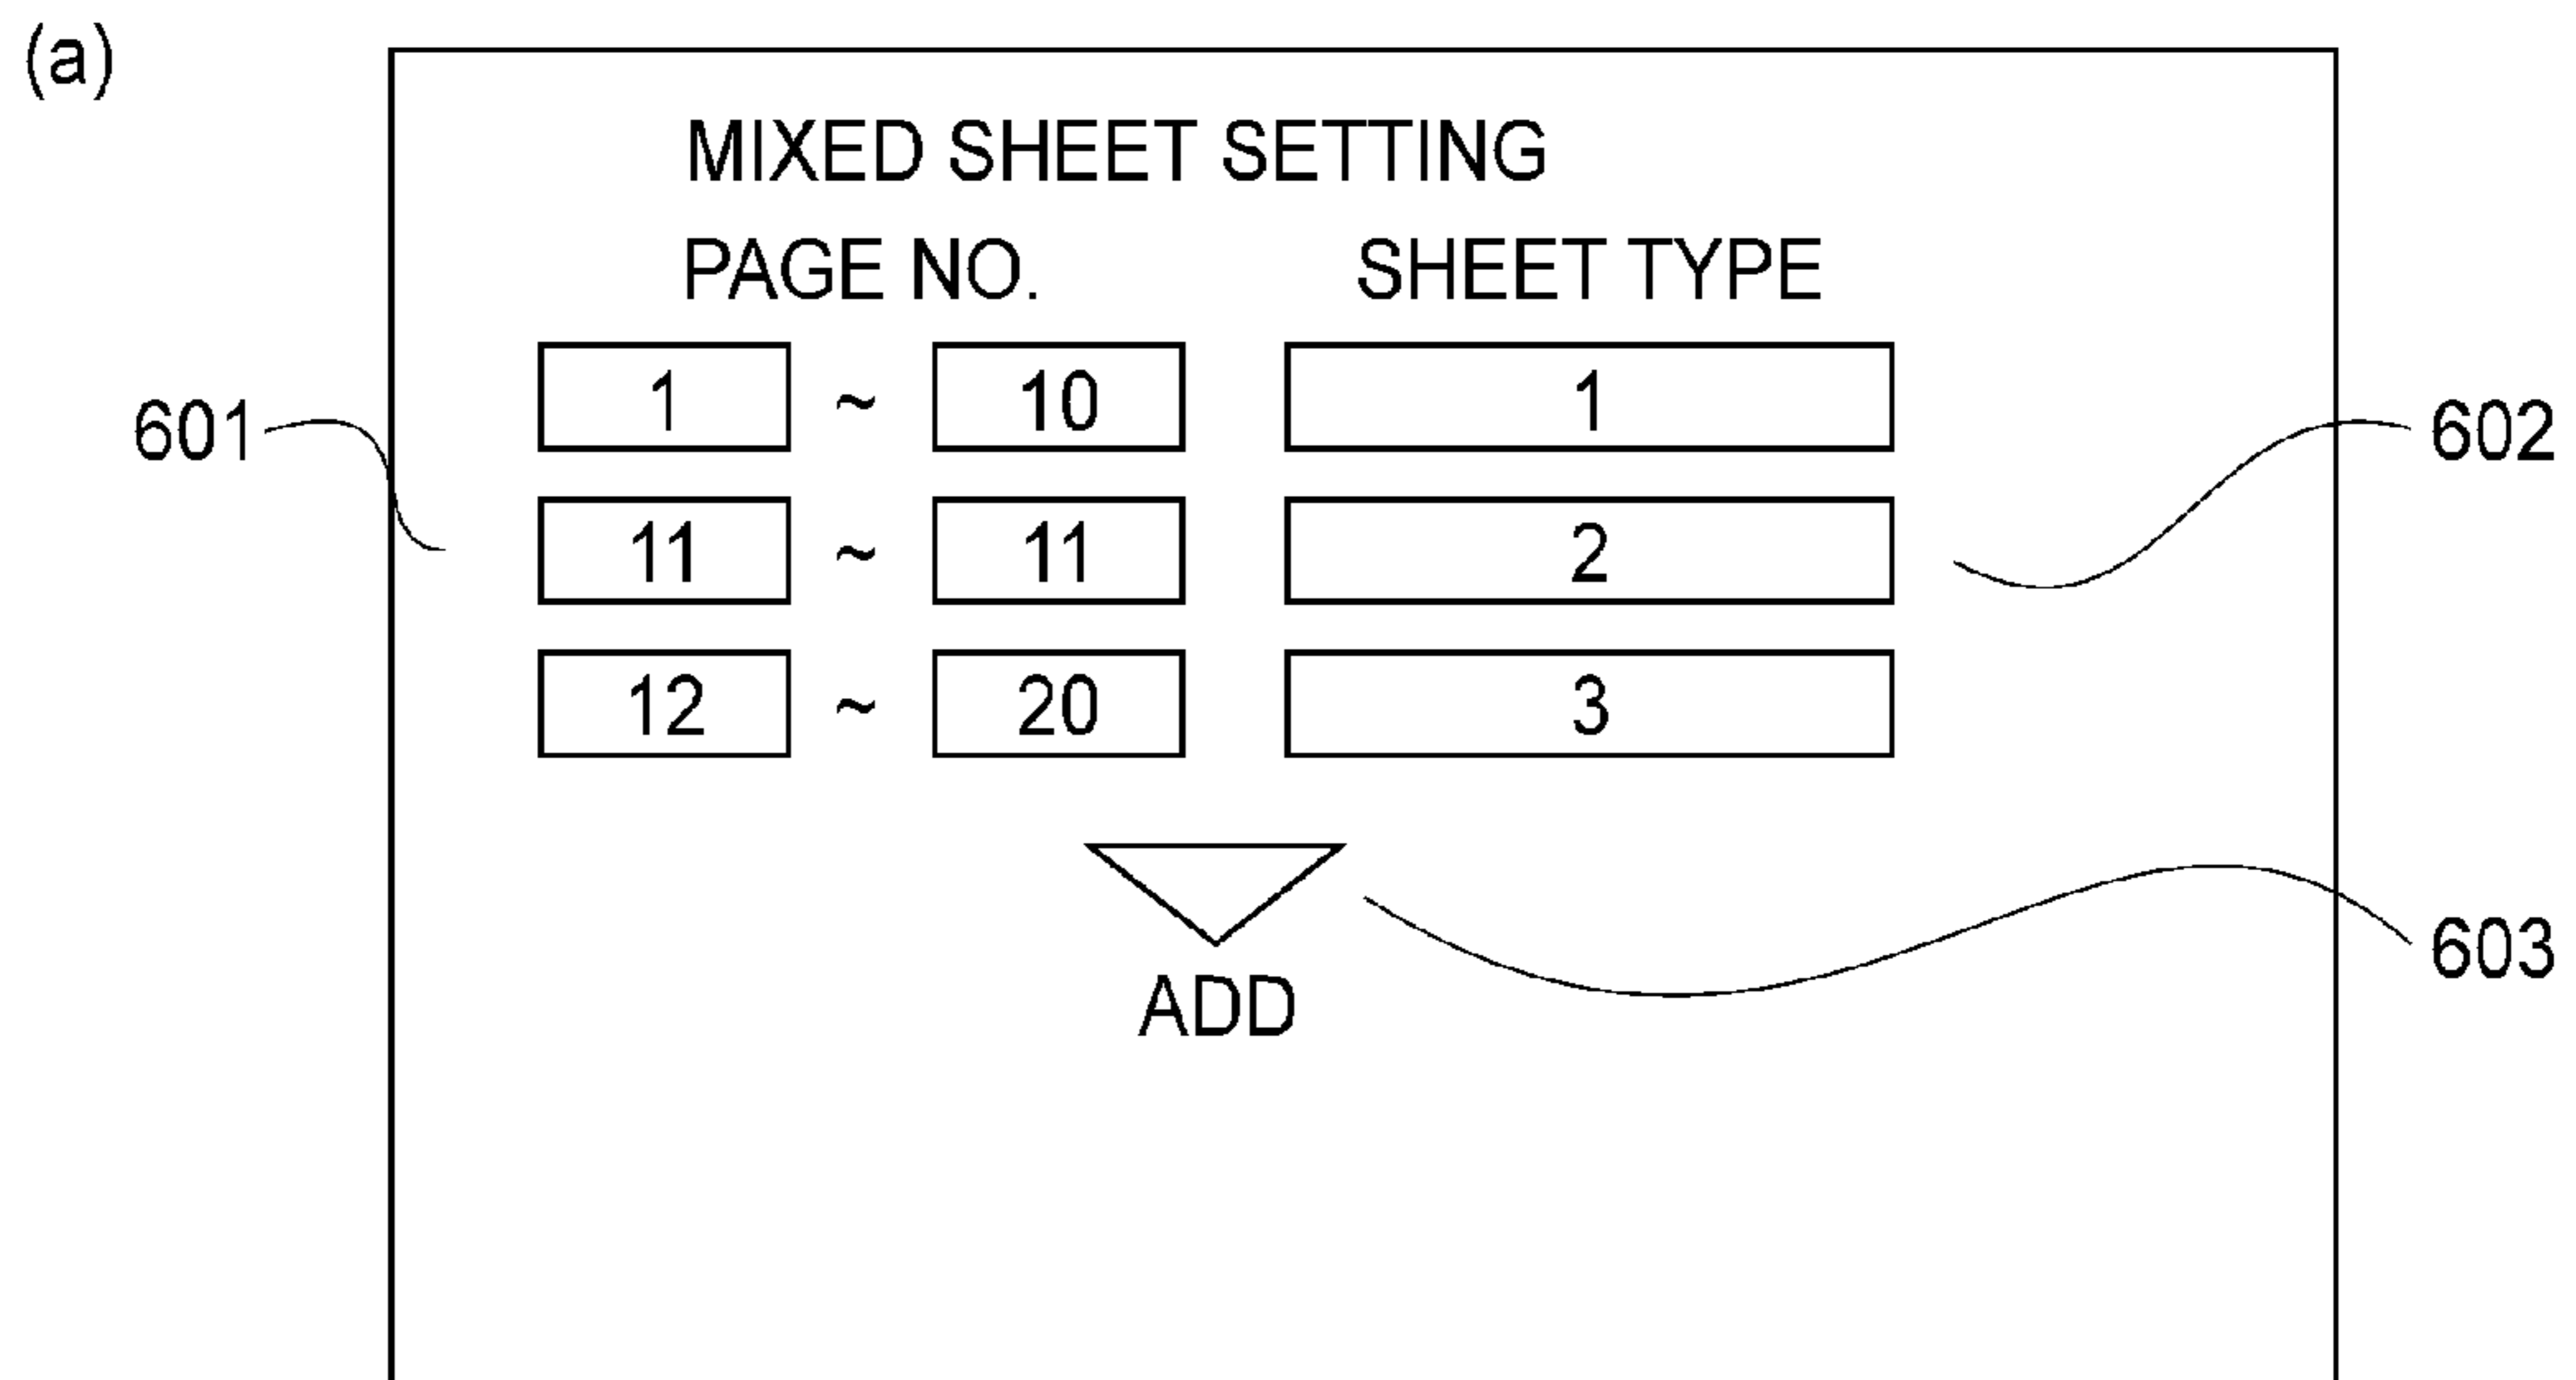 (a)
MIXED SHEET SETTING
PAGE NO. SHEET TYPE
1 ~ 10 1
601
602
11 ~ 11 2
12 ~ 20 3
603
ADD